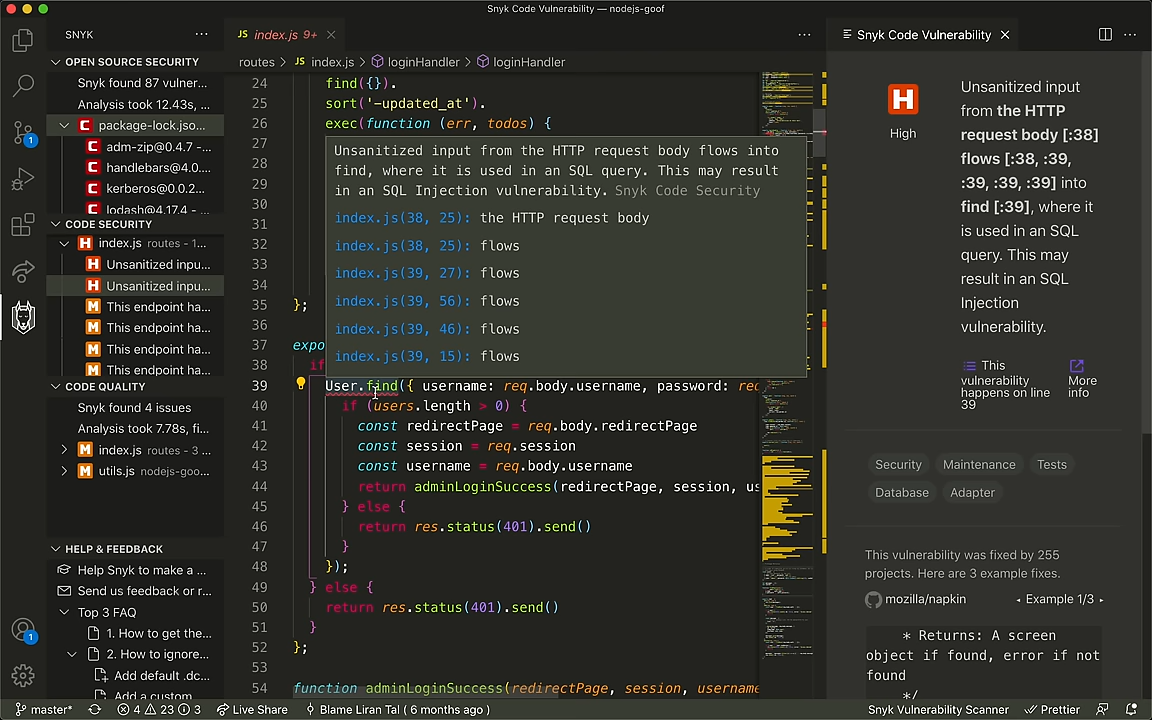 Snyk Code Vulnerability — nodejs-goof
SNYK
OPEN SOURCE SECURITY
Snyk found 87 vulner...
Analysis took 12.43s, ...
C package-lock.jso...
C adm-zip@0.4.7 -...
C handlebars@4.0....
C kerberos@0.0.2...
C lodash@4.17.4 - ...
CODE SECURITY
H index.js routes - 1...
H Unsanitized inpu...
H Unsanitized inpu...
M This endpoint ha...
M This endpoint ha...
M This endpoint ha...
M This endpoint ha...
CODE QUALITY
Snyk found 4 issues
Analysis took 7.78s, fi...
M index.js routes - 3 ...
M utils.js nodejs-goo...
HELP & FEEDBACK
Help Snyk to make a ...
Send us feedback or r...
Top 3 FAQ
1. How to get the...
2. How to ignore...
Add default .dc...
Add a custom
1
1
JS index.js 9+
routes > JS index.js > loginHandler > loginHandler
24 find({}).
25 sort('-updated_at').
26 exec(function (err, todos) {
27
28
29
30
31
32
33
34
35 };
36
37 expo
38 if
Unsanitized input from the HTTP request body flows into
find, where it is used in an SQL query. This may result
in an SQL Injection vulnerability. Snyk Code Security
index.js(38, 25): the HTTP request body
index.js(38, 25): flows
index.js(39, 27): flows
index.js(39, 56): flows
index.js(39, 46): flows
index.js(39, 15): flows
39 User.find({ username: req.body.username, password: req
40 if (users.length > 0) {
41 const redirectPage = req.body.redirectPage
42 const session = req.session
43 const username = req.body.username
44 return adminLoginSuccess(redirectPage, session, us
45 } else {
46 return res.status(401).send()
47 }
48 });
49 } else {
50 return res.status(401).send()
51 }
52 };
53
54 function adminLoginSuccess(redirectPage, session, username
Snyk Code Vulnerability
H
High
Unsanitized input
from the HTTP
request body [:38]
flows [:38, :39,
:39, :39, :39] into
find [:39], where it
is used in an SQL
query. This may
result in an SQL
Injection
vulnerability.
This
vulnerability
happens on line
39
More
info
Security Maintenance Tests
Database Adapter
This vulnerability was fixed by 255
projects. Here are 3 example fixes.
mozilla/napkin Example 1/3
* Returns: A screen
object if found, error if not
found
*/
master* 4 23 3 Live Share Blame Liran Tal ( 6 months ago ) Snyk Vulnerability Scanner Prettier